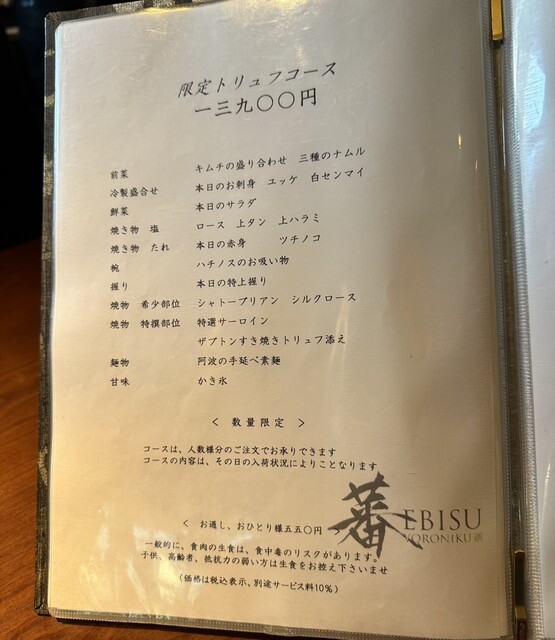 限定トリュフコース
一三九〇〇円
前菜 キムチの盛り合わせ 三種のナムル
冷製盛合せ 本日のお刺身 ユッケ 白センマイ
鮮菜 本日のサラダ
焼き物 塩 ロース 上タン 上ハラミ
焼き物 たれ 本日の赤身 ツチノコ
椀 ハチノスのお吸い物
握り 本日の特上握り
焼物 希少部位 シャトーブリアン シルクロース
焼物 特撰部位 特選サーロイン
ザブトンすき焼きトリュフ添え
麺物 阿波の手延べ素麺
甘味 かき氷
< 数量限定 >
コースは、人数様分のご注文でお承りできます
コースの内容は、その日の入荷状況によりことなります
< お通し、おひとり様五五〇円 >
一般的に、食肉の生食は、食中毒のリスクがあります。
子供、高齢者、抵抗力の弱い方は生食をお控え下さいませ
(価格は税込表示、別途サービス料10%)
蕃 EBISU
YORONIKU 蕃